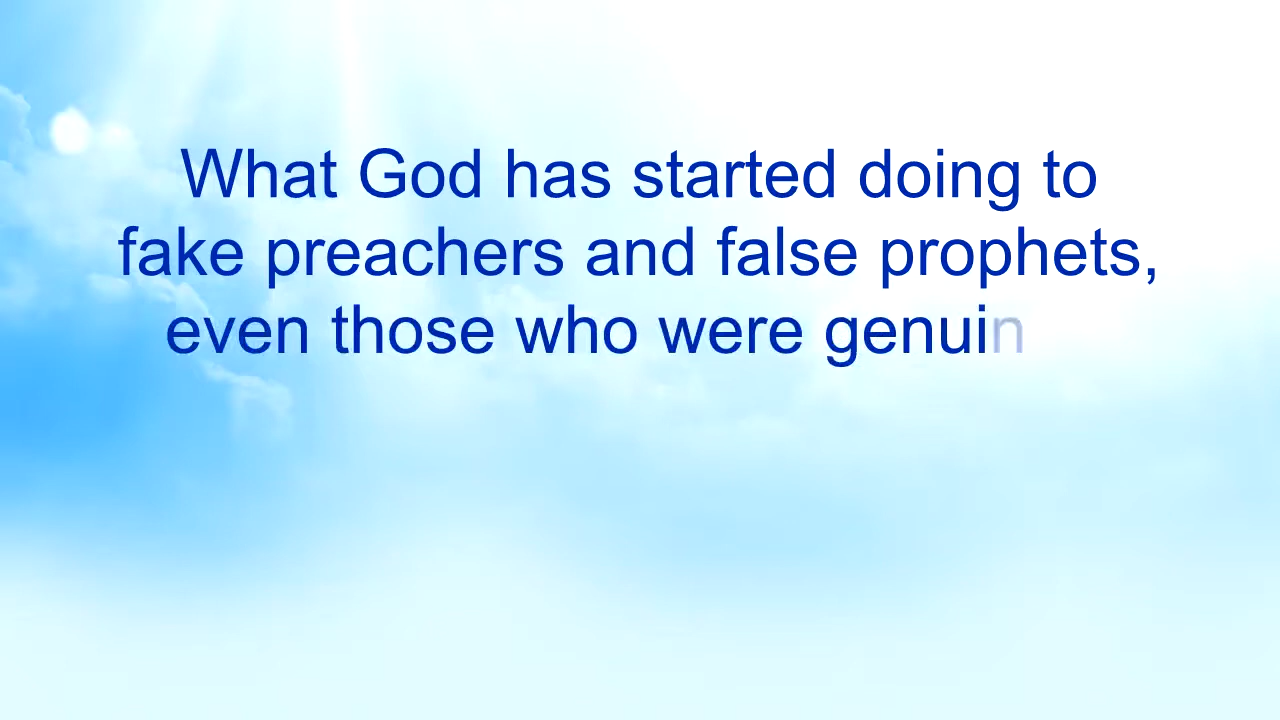 What God has started doing to
fake preachers and false prophets,
even those who were genuin